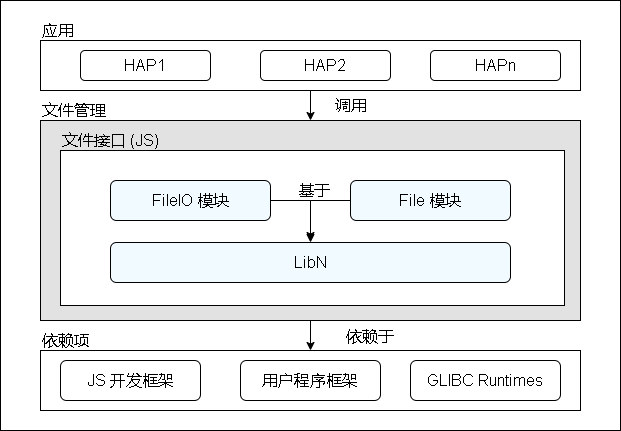 应用
HAP1
HAP2
HAPn
调用
文件管理
文件接口 (JS)
FileIO 模块
基于
File 模块
LibN
依赖于
依赖项
JS 开发框架
用户程序框架
GLIBC Runtimes